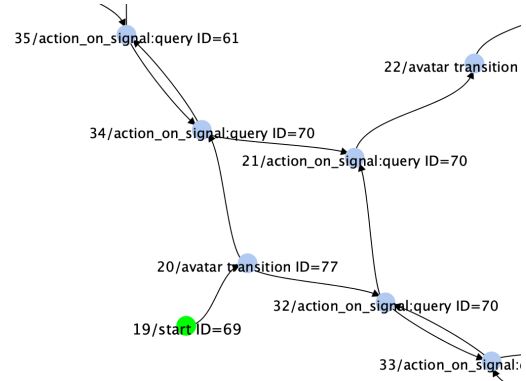 35/action_on_signal:query ID=61
22/avatar transition
34/action_on_signal:query ID=70
21/action_on_signal:query ID=70
20/avatar transition ID=77
32/action_on_signal:query ID=70
19/start ID=69
33/action_on_signal: